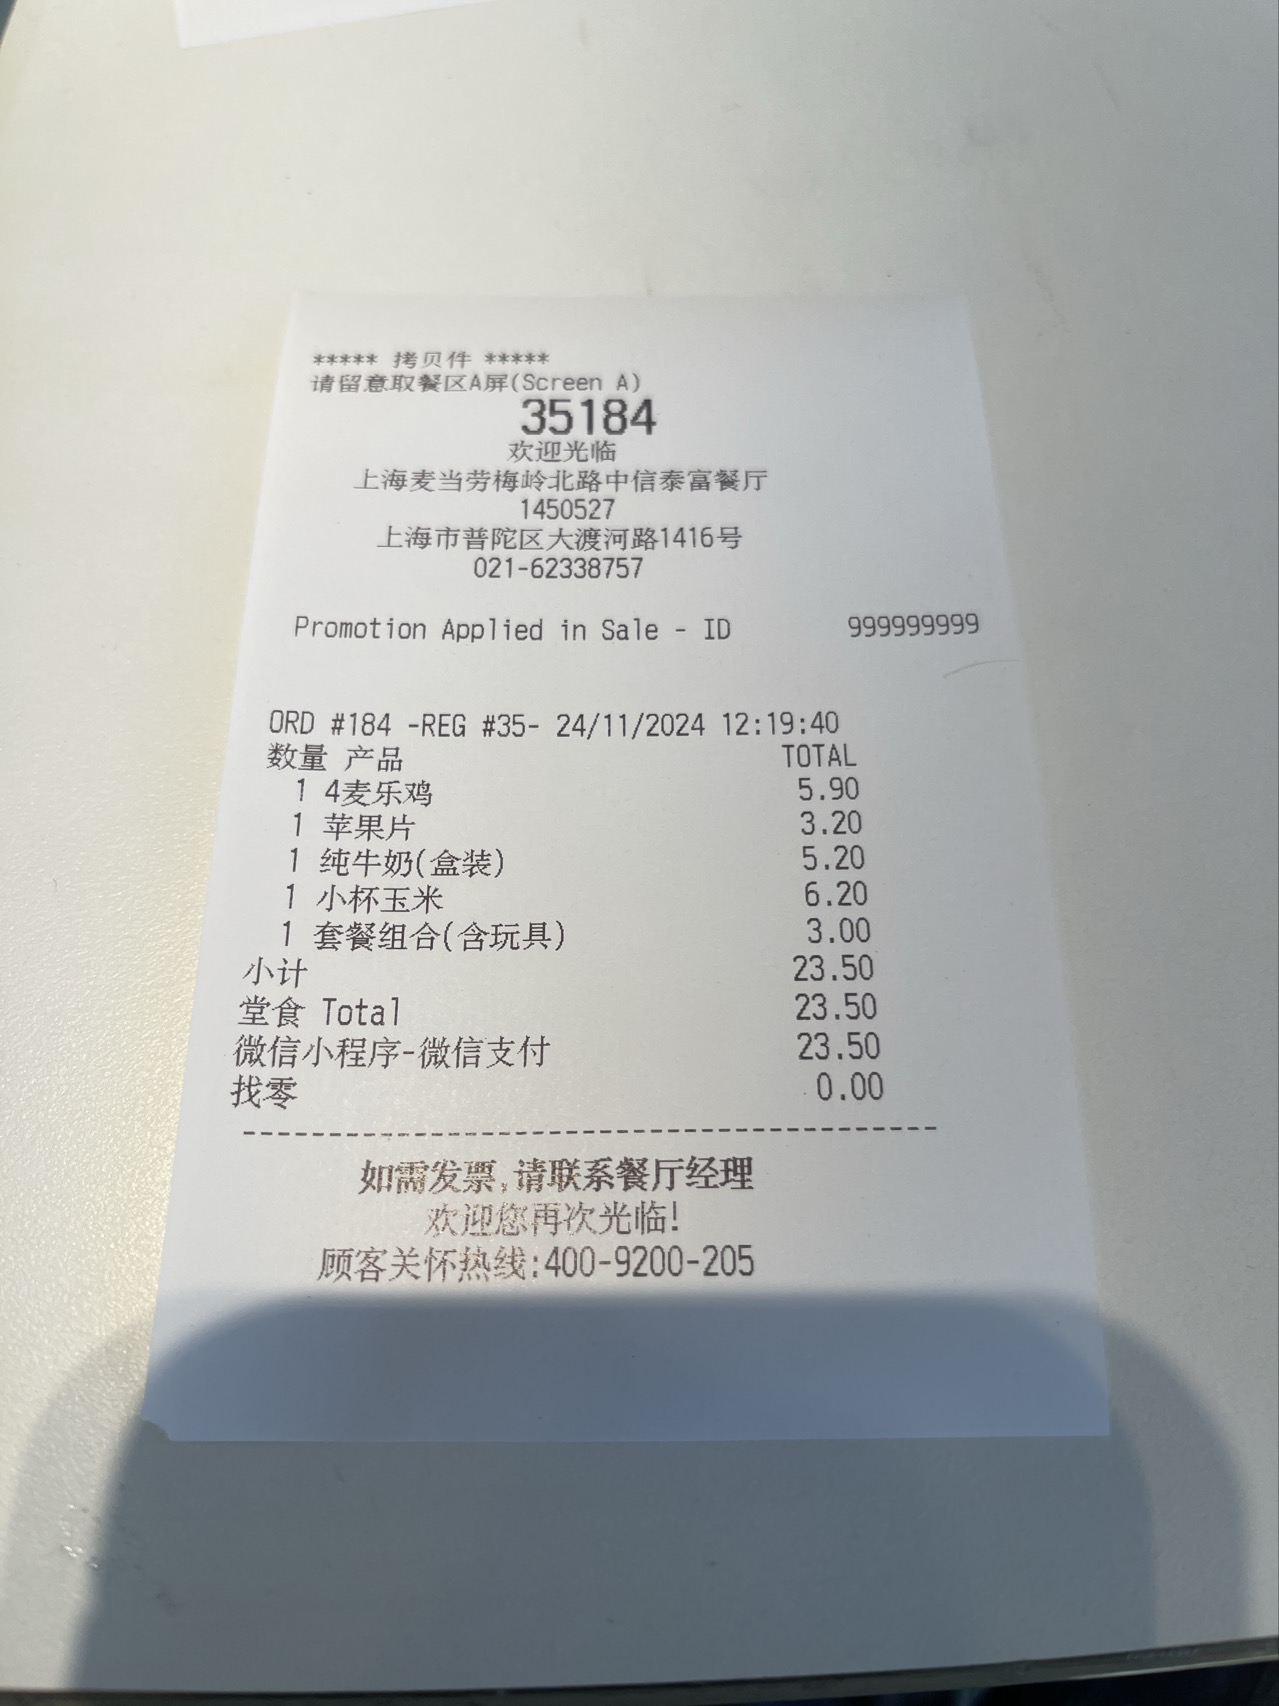 ***** 拷贝件 *****
请留意取餐区A屏(Screen A)
35184
欢迎光临
上海麦当劳梅岭北路中信泰富餐厅
1450527
上海市普陀区大渡河路1416号
021-62338757
Promotion Applied in Sale - ID 999999999
ORD #184 -REG #35- 24/11/2024 12:19:40
数量 产品 TOTAL
1 4麦乐鸡 5.90
1 苹果片 3.20
1 纯牛奶(盒装) 5.20
1 小杯玉米 6.20
1 套餐组合(含玩具) 3.00
小计 23.50
堂食 Total 23.50
微信小程序-微信支付 23.50
找零 0.00
----------------------------------------
如需发票,请联系餐厅经理
欢迎您再次光临!
顾客关怀热线:400-9200-205